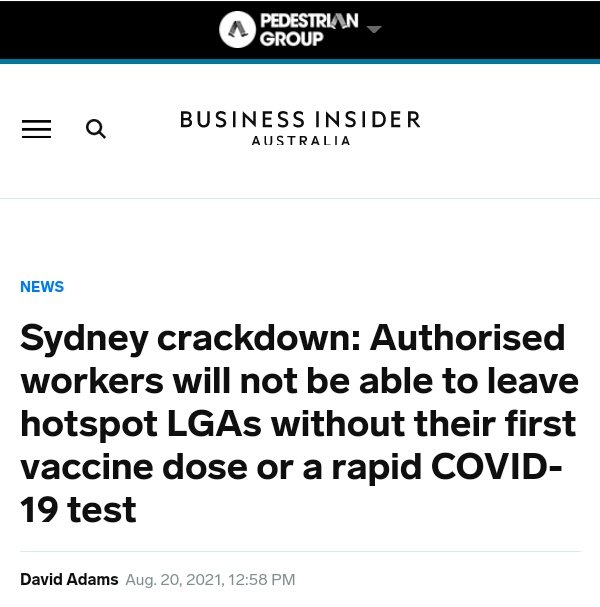 PEDESTRIAN
GROUP
BUSINESS INSIDER
AUSTRALIA
NEWS
Sydney crackdown: Authorised
workers will not be able to leave
hotspot LGAs without their first
vaccine dose or a rapid COVID-
19 test
David Adams Aug. 20, 2021, 12:58 PM